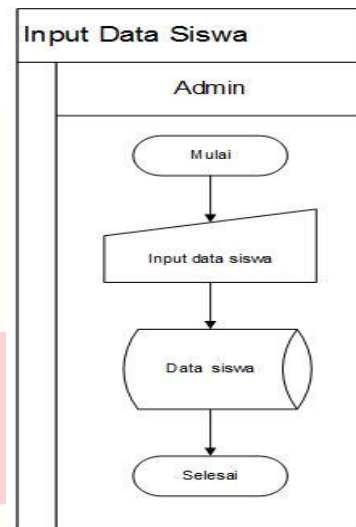 Input Data Siswa
Admin
Mulai
Input data siswa
Data siswa
Selesai